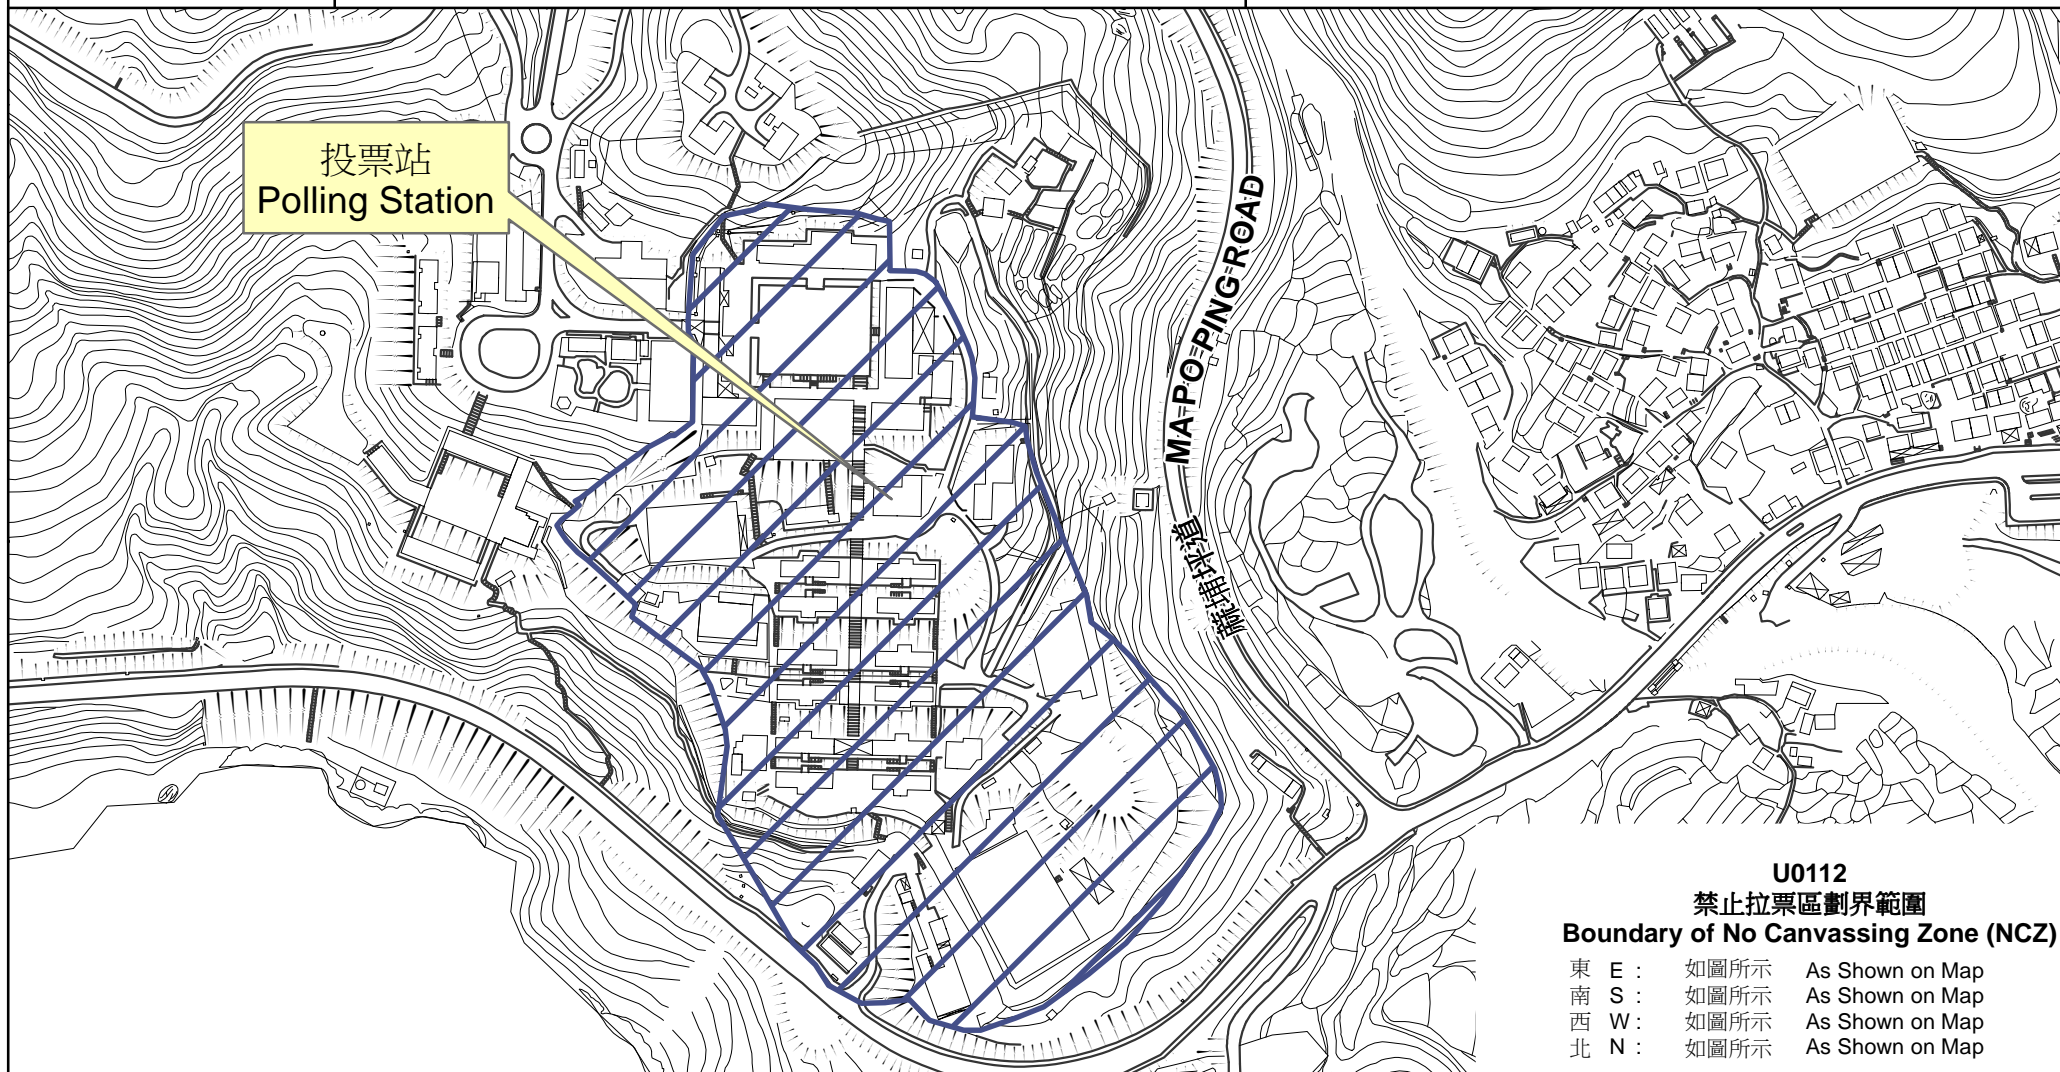 投票站
Polling Station
MA PO PING ROAD
麻埔坪道
U0112
禁止拉票區劃界範圍
Boundary of No Canvassing Zone (NCZ)
東 E : 如圖所示 As Shown on Map
南 S : 如圖所示 As Shown on Map
西 W : 如圖所示 As Shown on Map
北 N : 如圖所示 As Shown on Map